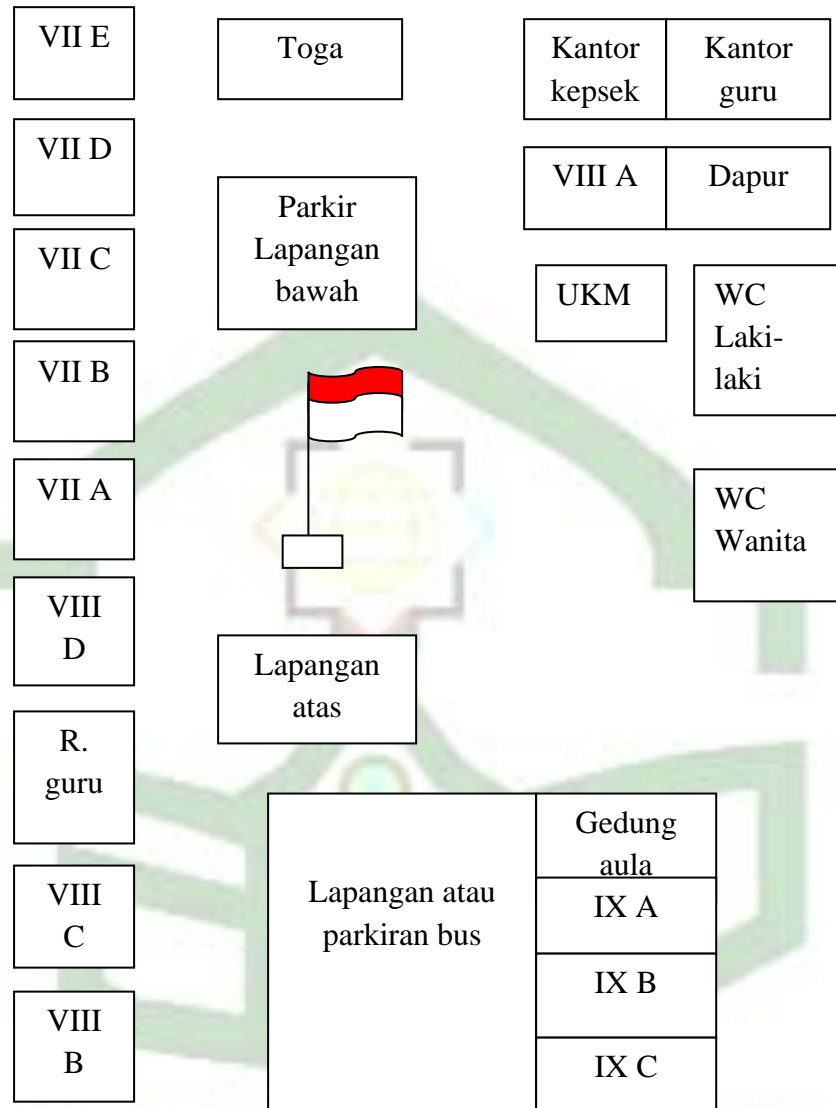 VII E
Toga
Kantor
kepsek
Kantor
guru
VII D
VIII A
Dapur
Parkir
Lapangan
bawah
VII C
UKM
WC
Laki-
laki
VII B
VII A
WC
Wanita
VIII
D
Lapangan
atas
R.
guru
Gedung
aula
Lapangan atau
parkiran bus
VIII
C
IX A
IX B
VIII
B
IX C